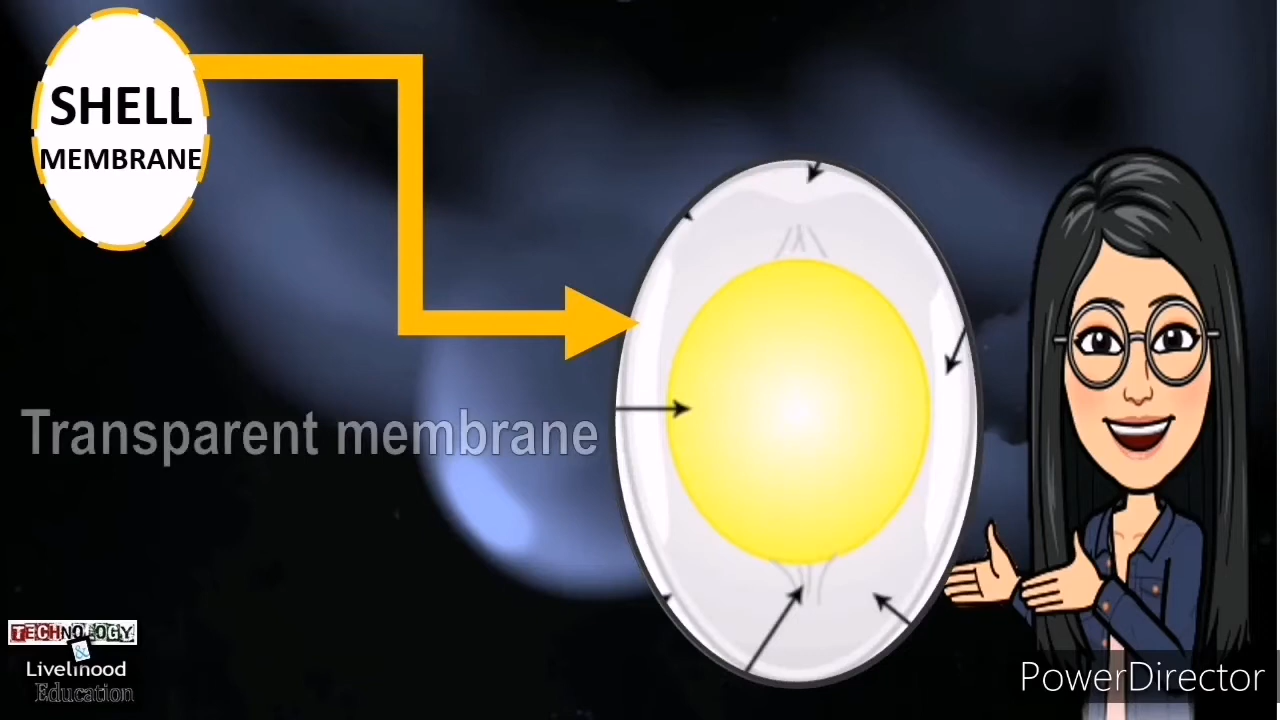 SHELL
MEMBRANE
Transparent membrane
TECHNOLOGY
&
Livelihood
Education
PowerDirector